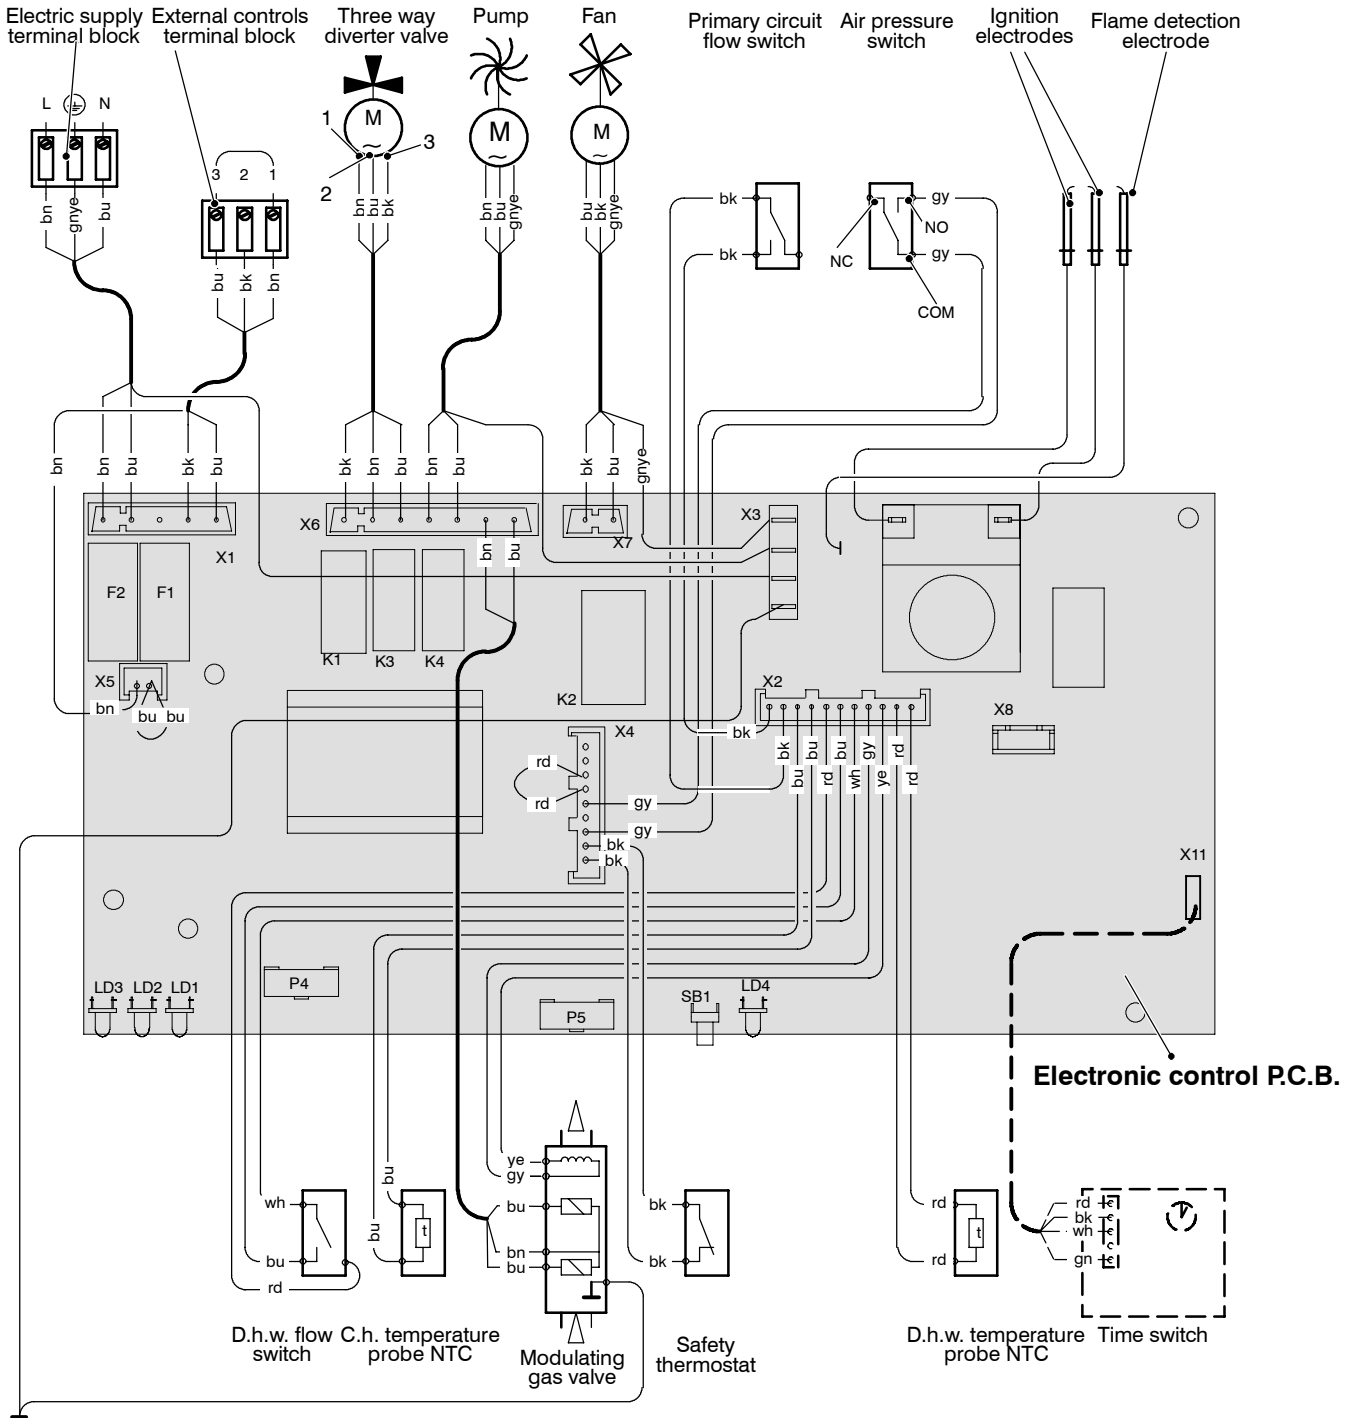 Electric supply
terminal block
External controls
terminal block
Three way
diverter valve
Pump
Fan
Primary circuit
flow switch
Air pressure
switch
Ignition
electrodes
Flame detection
electrode
L
N
M
M
M
1
2
3
3 2 1
bn
gnye
bu
bu
bk
bn
bn
bu
bk
bn
bu
gnye
bu
bk
gnye
bk
bk
gy
gy
NO
NC
COM
bn
bn
bu
bk
bu
bk
bn
bu
bn
bu
bk
bu
gnye
X1
X6
X7
X3
bn
bu
F2
F1
K1
K3
K4
K2
X5
bn
bu
bu
X4
X2
X8
bk
rd
rd
gy
gy
bk
bk
bk
bu
bu
rd
bu
wh
gy
ye
rd
rd
X11
P4
P5
LD3
LD2
LD1
SB1
LD4
Electronic control P.C.B.
wh
bu
rd
bu
bu
t
ye
gy
bu
bn
bu
bk
bk
rd
rd
t
rd
bk
wh
gn
D.h.w. flow
switch
C.h. temperature
probe NTC
Modulating
gas valve
Safety
thermostat
D.h.w. temperature
probe NTC
Time switch